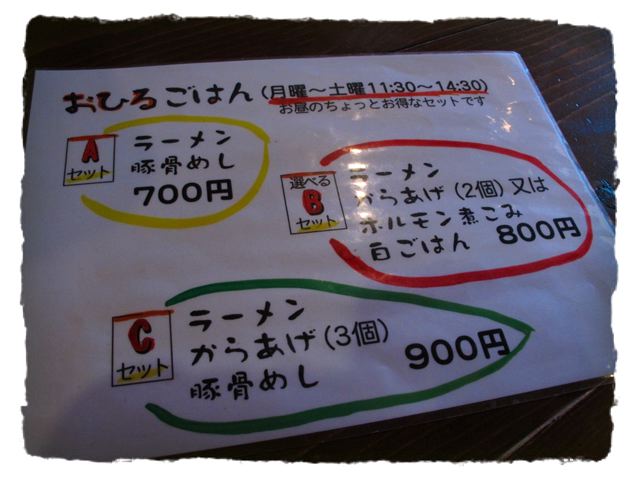 おひるごはん(月曜～土曜11:30～14:30)
お昼のちょっとお得なセットです
A
セット
ラーメン
豚骨めし
700円
選べる
B
セット
ラーメン
からあげ(2個)又は
ホルモン煮こみ
白ごはん 800円
C
セット
ラーメン
からあげ(3個)
豚骨めし
900円